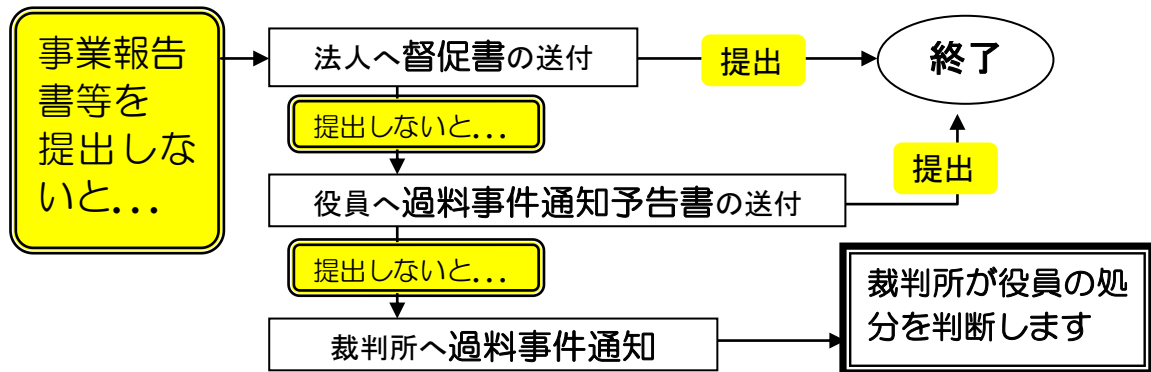 事業報告
書等を
提出しな
いと...
法人へ督促書の送付
提出
終了
提出しないと...
提出
役員へ過料事件通知予告書の送付
提出しないと...
裁判所が役員の処
分を判断します
裁判所へ過料事件通知